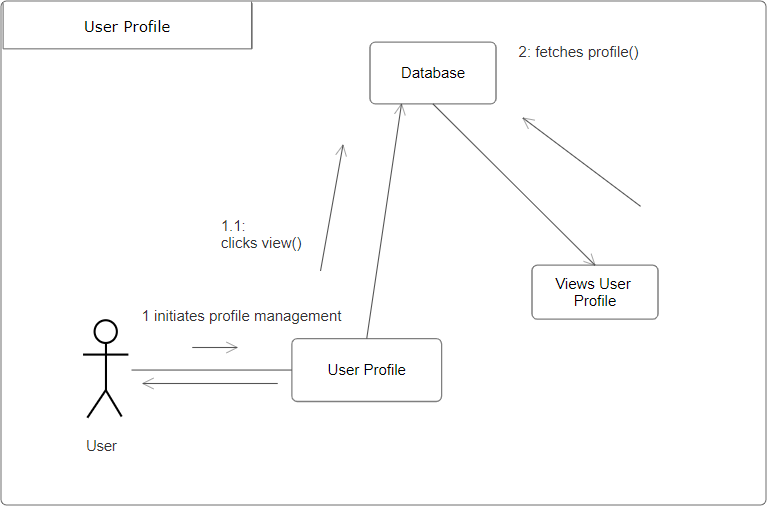 User Profile
Database
2: fetches profile()
1.1:
clicks view()
Views User
Profile
1 initiates profile management
User Profile
User